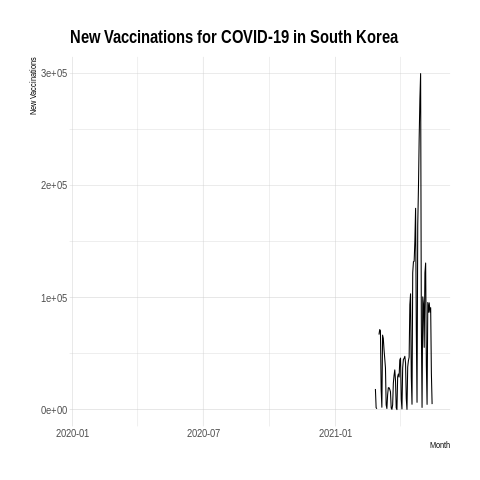 New Vaccinations for COVID-19 in South Korea
New Vaccinations
3e+05
2e+05
1e+05
0e+00
2020-01
2020-07
2021-01
Month